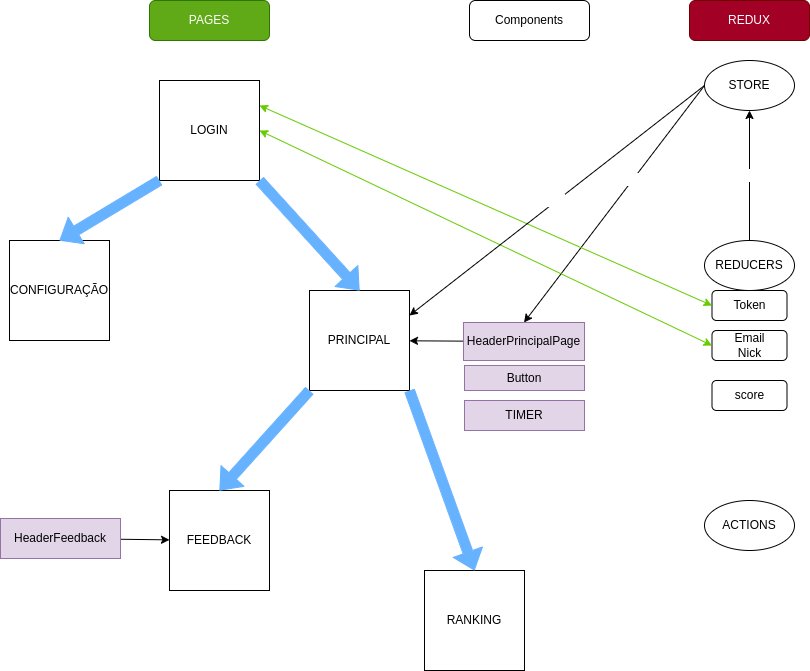 PAGES
Components
REDUX
STORE
LOGIN
REDUCERS
CONFIGURAÇÃO
Token
PRINCIPAL
HeaderPrincipalPage
Email
Nick
Button
score
TIMER
ACTIONS
HeaderFeedback
FEEDBACK
RANKING